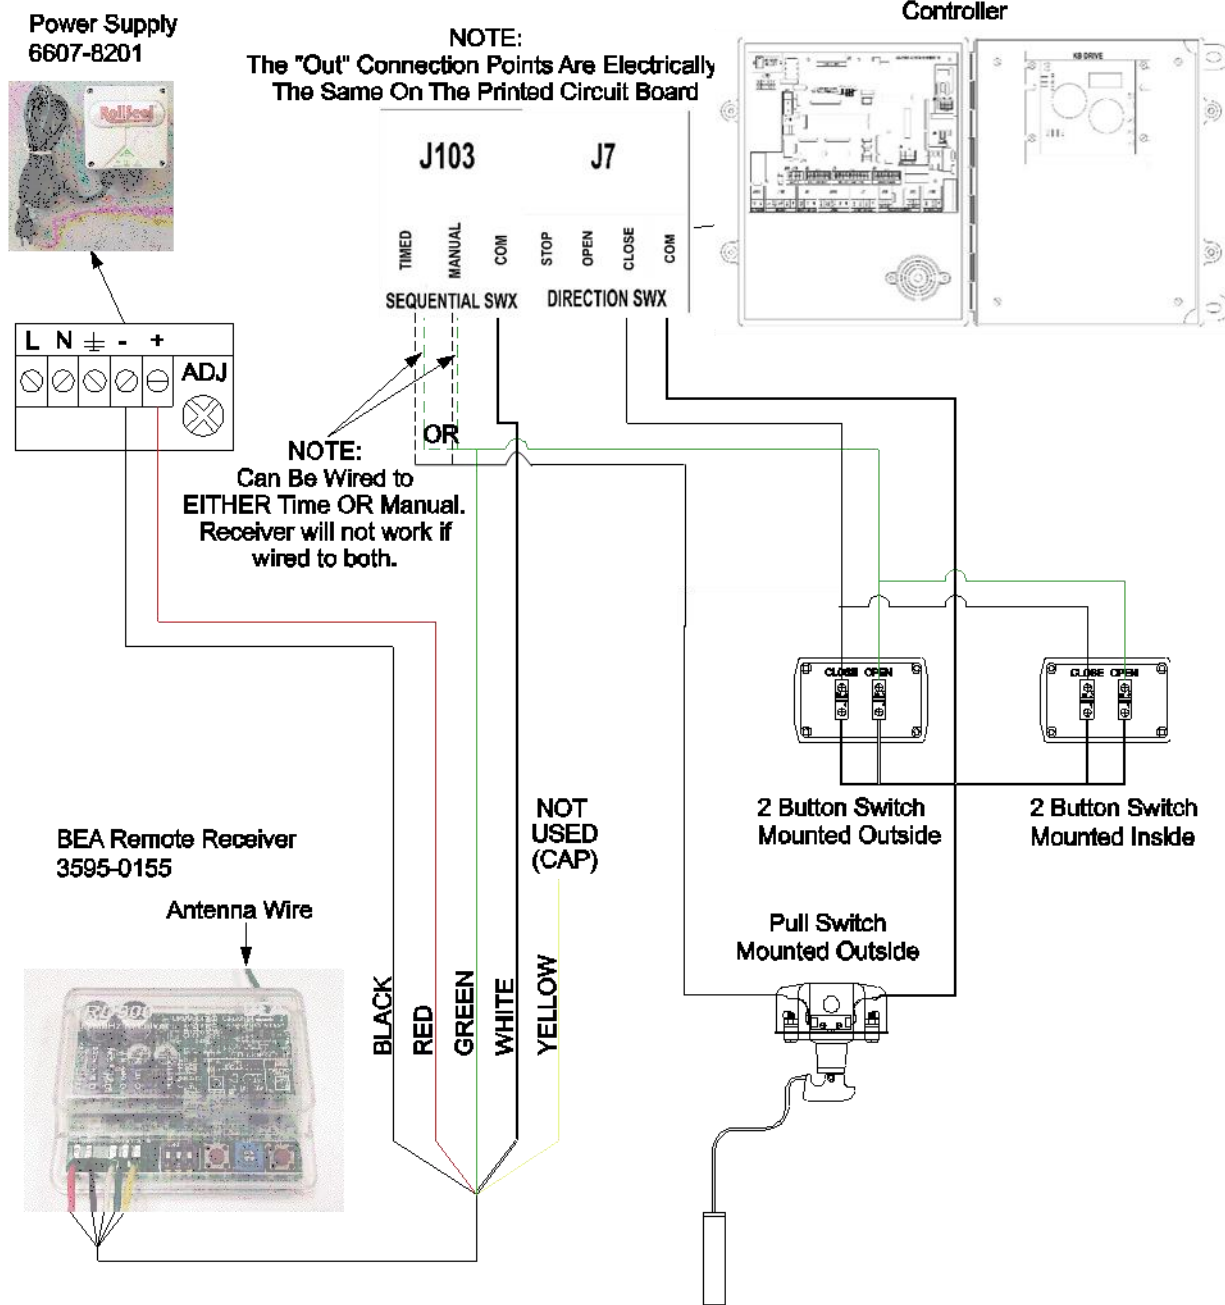 Controller
Power Supply
6607-8201
NOTE:
The "Out" Connection Points Are Electrically
The Same On The Printed Circuit Board
KB DRIVE
Rollseal
J103
J7
TIMED
MANUAL
COM
STOP
OPEN
CLOSE
COM
SEQUENTIAL SWX
DIRECTION SWX
L N - +
ADJ
OR
NOTE:
Can Be Wired to
EITHER Time OR Manual.
Receiver will not work if
wired to both.
CLOSE OPEN
CLOSE OPEN
2 Button Switch
Mounted Outside
2 Button Switch
Mounted Inside
NOT
USED
(CAP)
BEA Remote Receiver
3595-0155
Antenna Wire
Pull Switch
Mounted Outside
BLACK
RED
GREEN
WHITE
YELLOW